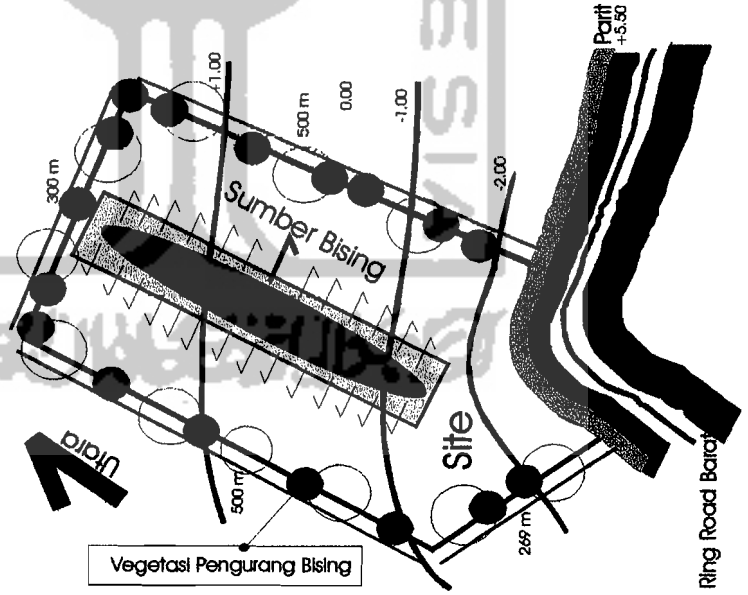 Parit
+5.50
+1.00
500 m
0.00
-1.00
-2.00
300 m
Sumber Bising
Utara
Site
500 m
269 m
Vegetasi Pengurang Bising
Ring Road Barat